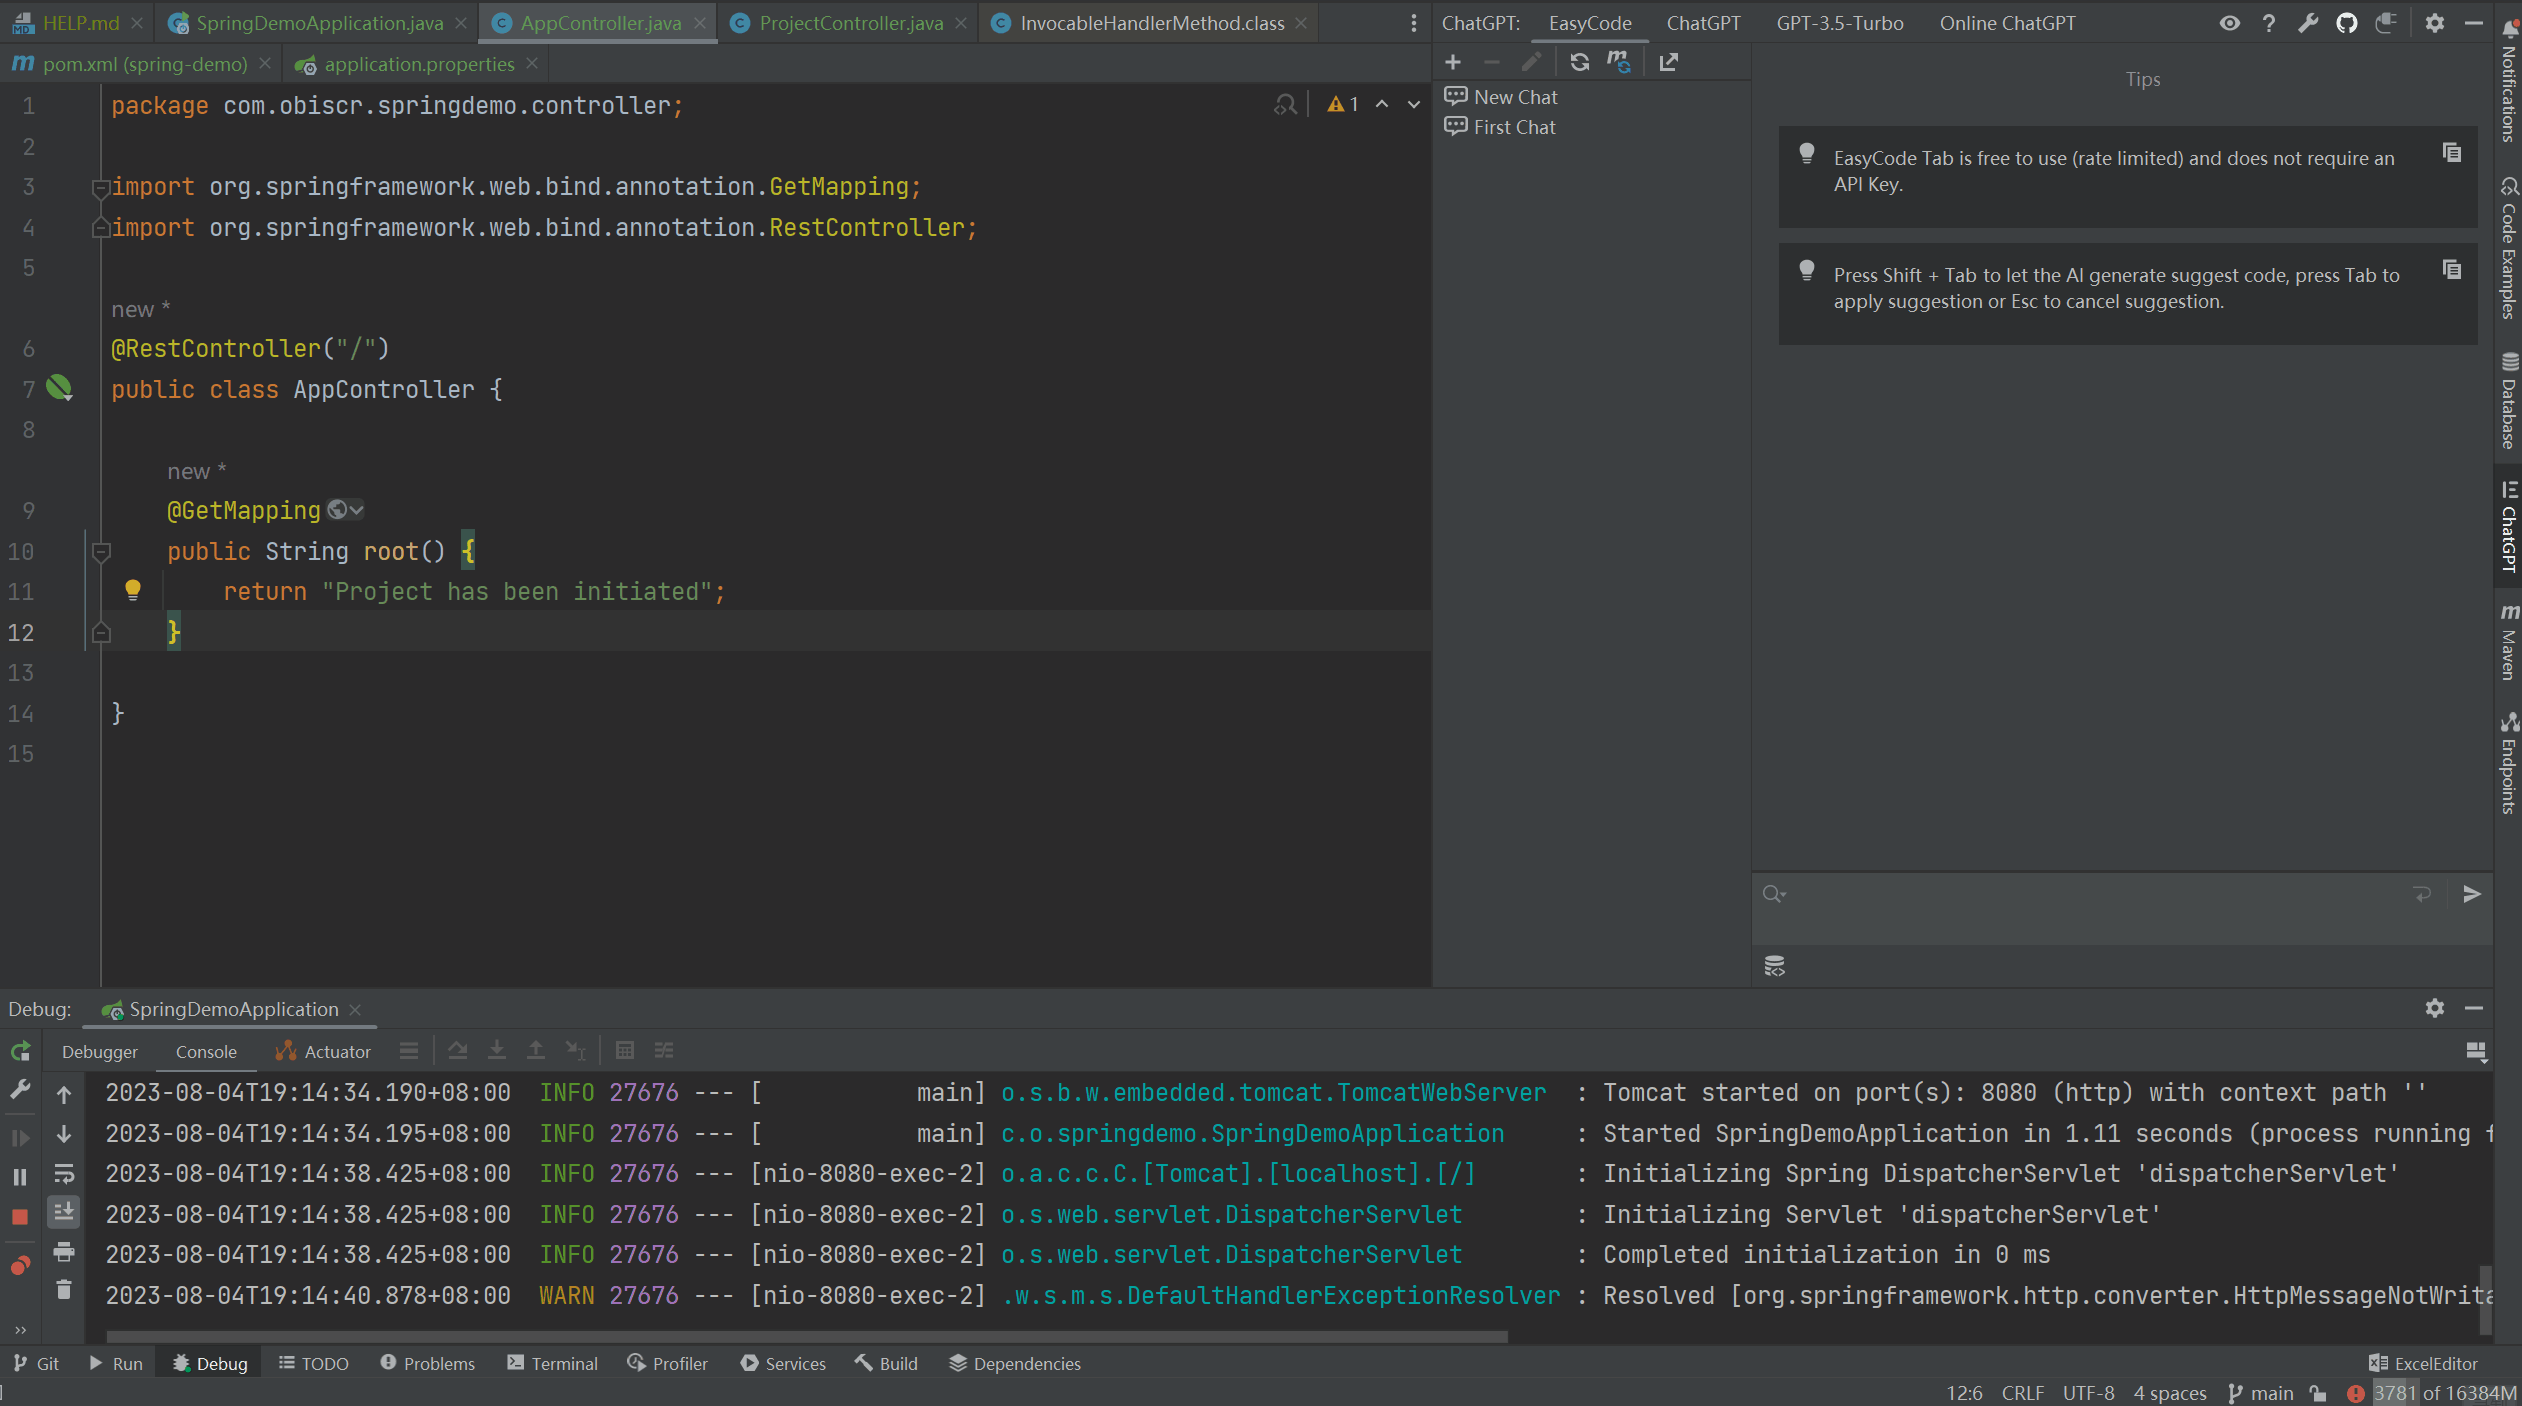 HELP.md
SpringDemoApplication.java
AppController.java
ProjectController.java
InvocableHandlerMethod.class
pom.xml (spring-demo)
application.properties
ChatGPT:
EasyCode
ChatGPT
GPT-3.5-Turbo
Online ChatGPT
1 package com.obiscr.springdemo.controller;
1
2
3 import org.springframework.web.bind.annotation.GetMapping;
4 import org.springframework.web.bind.annotation.RestController;
5
new *
6 @RestController("/")
7 public class AppController {
8
new *
9 @GetMapping
10 public String root() {
11 return "Project has been initiated";
12 }
13
14 }
15
New Chat
First Chat
Tips
EasyCode Tab is free to use (rate limited) and does not require an
API Key.
Press Shift + Tab to let the AI generate suggest code, press Tab to
apply suggestion or Esc to cancel suggestion.
Notifications
Code Examples
Database
ChatGPT
Maven
Endpoints
Debug:
SpringDemoApplication
Debugger
Console
Actuator
2023-08-04T19:14:34.190+08:00 INFO 27676 --- [ main] o.s.b.w.embedded.tomcat.TomcatWebServer : Tomcat started on port(s): 8080 (http) with context path ''
2023-08-04T19:14:34.195+08:00 INFO 27676 --- [ main] c.o.springdemo.SpringDemoApplication : Started SpringDemoApplication in 1.11 seconds (process running f
2023-08-04T19:14:38.425+08:00 INFO 27676 --- [nio-8080-exec-2] o.a.c.c.C.[Tomcat].[localhost].[/] : Initializing Spring DispatcherServlet 'dispatcherServlet'
2023-08-04T19:14:38.425+08:00 INFO 27676 --- [nio-8080-exec-2] o.s.web.servlet.DispatcherServlet : Initializing Servlet 'dispatcherServlet'
2023-08-04T19:14:38.425+08:00 INFO 27676 --- [nio-8080-exec-2] o.s.web.servlet.DispatcherServlet : Completed initialization in 0 ms
2023-08-04T19:14:40.878+08:00 WARN 27676 --- [nio-8080-exec-2] .w.s.m.s.DefaultHandlerExceptionResolver : Resolved [org.springframework.http.converter.HttpMessageNotWrita
Git
Run
Debug
TODO
Problems
Terminal
Profiler
Services
Build
Dependencies
ExcelEditor
12:6
CRLF
UTF-8
4 spaces
main
3781 of 16384M